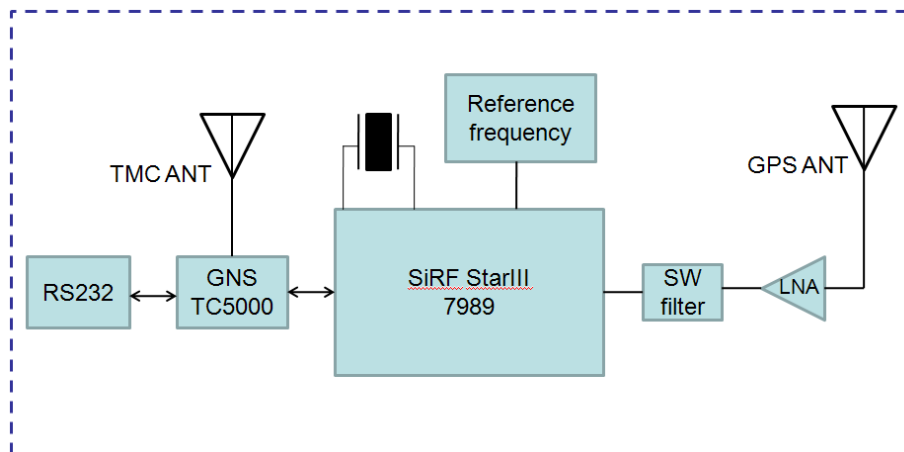 Reference
frequency
TMC ANT
GPS ANT
RS232
GNS
TC5000
SiRF StarIII
7989
SW
filter
LNA